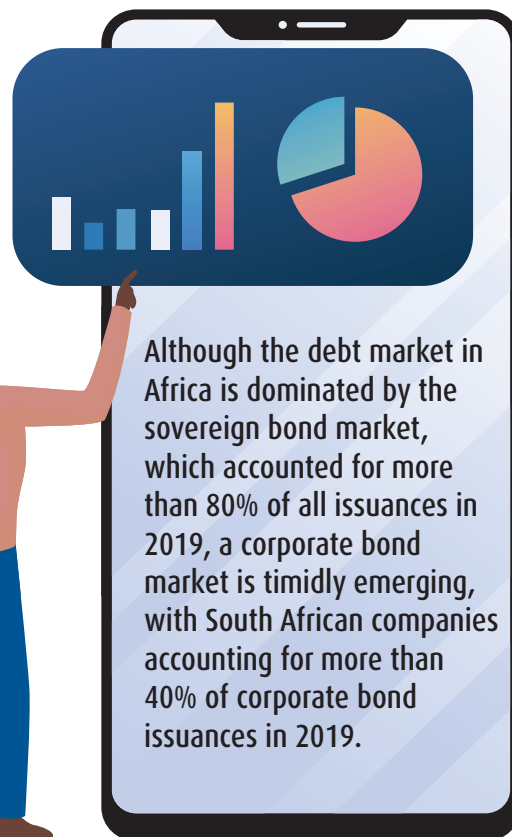 Although the debt market in
Africa is dominated by the
sovereign bond market,
which accounted for more
than 80% of all issuances in
2019, a corporate bond
market is timidly emerging,
with South African companies
accounting for more than
40% of corporate bond
issuances in 2019.